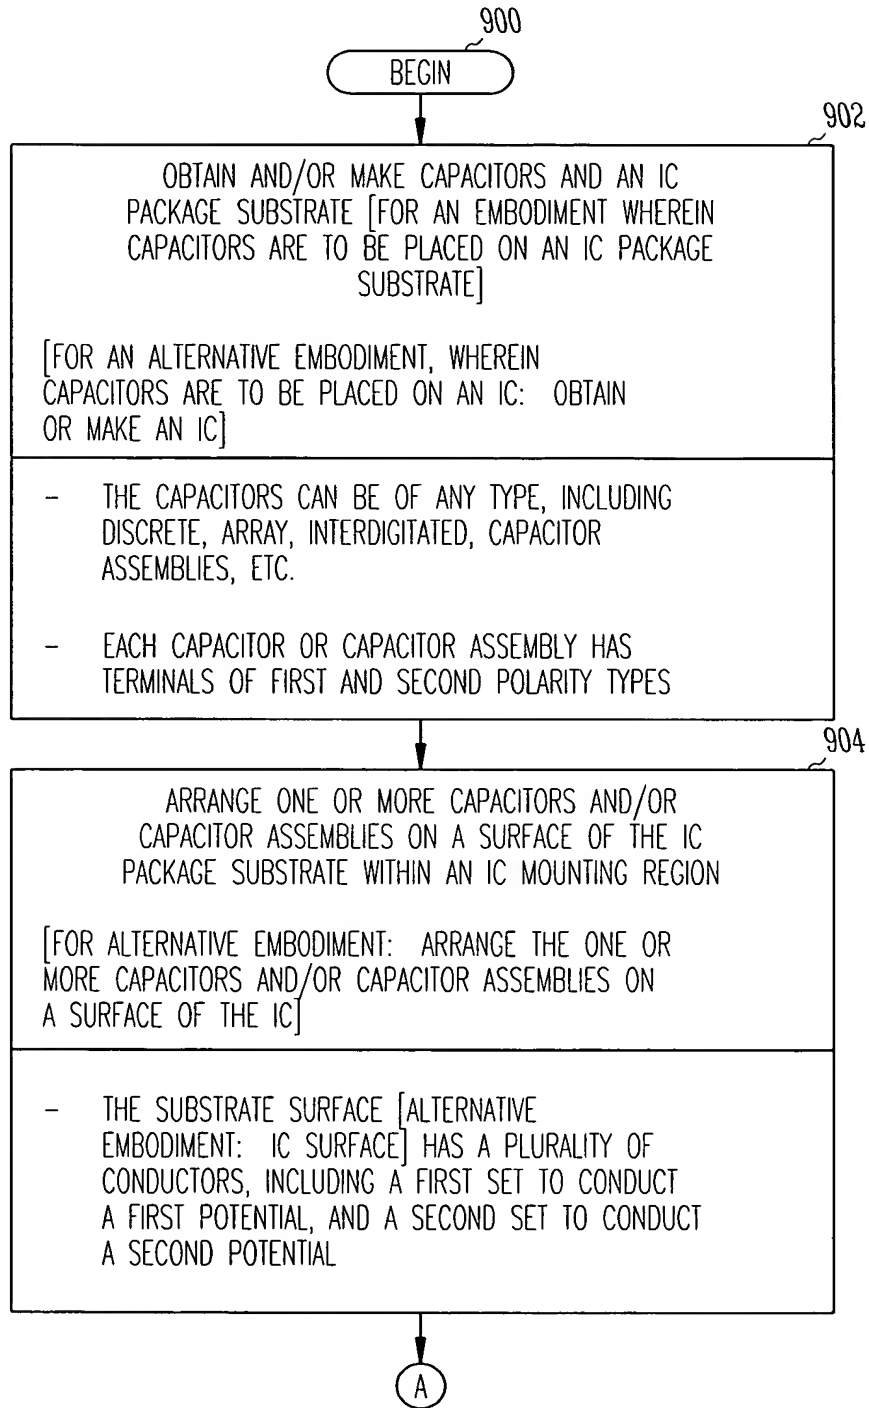 900
BEGIN
902
OBTAIN AND/OR MAKE CAPACITORS AND AN IC
PACKAGE SUBSTRATE [FOR AN EMBODIMENT WHEREIN
CAPACITORS ARE TO BE PLACED ON AN IC PACKAGE
SUBSTRATE]
[FOR AN ALTERNATIVE EMBODIMENT, WHEREIN
CAPACITORS ARE TO BE PLACED ON AN IC: OBTAIN
OR MAKE AN IC]
- THE CAPACITORS CAN BE OF ANY TYPE, INCLUDING
DISCRETE, ARRAY, INTERDIGITATED, CAPACITOR
ASSEMBLIES, ETC.
- EACH CAPACITOR OR CAPACITOR ASSEMBLY HAS
TERMINALS OF FIRST AND SECOND POLARITY TYPES
904
ARRANGE ONE OR MORE CAPACITORS AND/OR
CAPACITOR ASSEMBLIES ON A SURFACE OF THE IC
PACKAGE SUBSTRATE WITHIN AN IC MOUNTING REGION
[FOR ALTERNATIVE EMBODIMENT: ARRANGE THE ONE OR
MORE CAPACITORS AND/OR CAPACITOR ASSEMBLIES ON
A SURFACE OF THE IC]
- THE SUBSTRATE SURFACE [ALTERNATIVE
EMBODIMENT: IC SURFACE] HAS A PLURALITY OF
CONDUCTORS, INCLUDING A FIRST SET TO CONDUCT
A FIRST POTENTIAL, AND A SECOND SET TO CONDUCT
A SECOND POTENTIAL
A